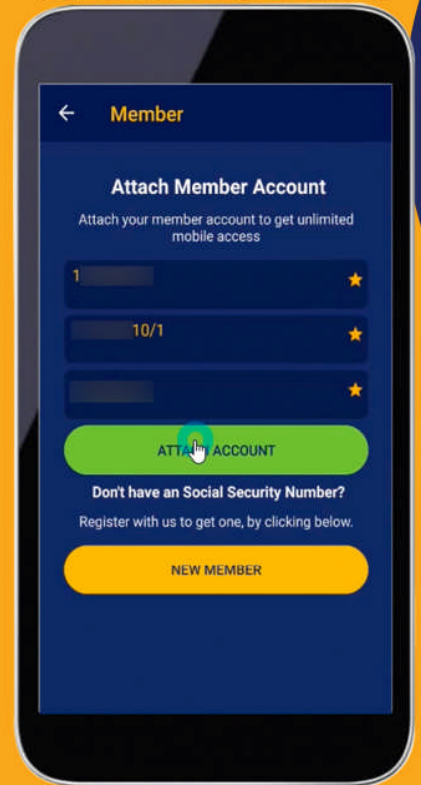 Member
Attach Member Account
Attach your member account to get unlimited
mobile access
1
10/1
ACCOUNT
Don't have an Social Security Number?
Register with us to get one, by clicking below.
NEW MEMBER